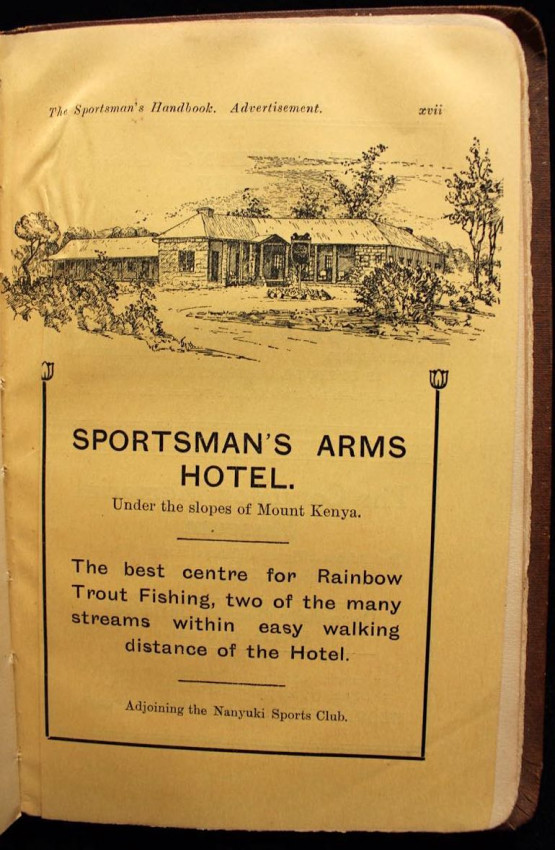 The Sportsman's Handbook. Advertisement. xvii
SPORTSMAN'S ARMS
HOTEL.
Under the slopes of Mount Kenya.
The best centre for Rainbow
Trout Fishing, two of the many
streams within easy walking
distance of the Hotel.
Adjoining the Nanyuki Sports Club.